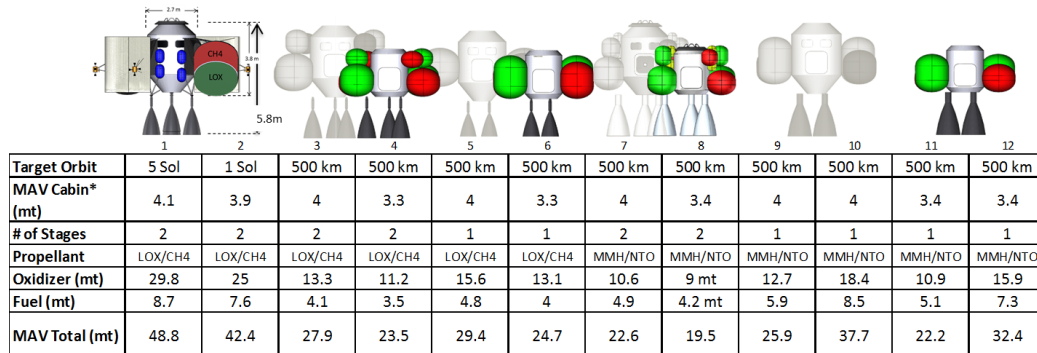 2.7 m
CH4
LOX
3.8 m
5.8m
1 2 3 4 5 6 7 8 9 10 11 12
Target Orbit 5 Sol 1 Sol 500 km 500 km 500 km 500 km 500 km 500 km 500 km 500 km 500 km 500 km
MAV Cabin* (mt) 4.1 3.9 4 3.3 4 3.3 4 3.4 4 4 3.4 3.4
# of Stages 2 2 2 2 1 1 2 2 1 1 1 1
Propellant LOX/CH4 LOX/CH4 LOX/CH4 LOX/CH4 LOX/CH4 LOX/CH4 MMH/NTO MMH/NTO MMH/NTO MMH/NTO MMH/NTO MMH/NTO
Oxidizer (mt) 29.8 25 13.3 11.2 15.6 13.1 10.6 9 mt 12.7 18.4 10.9 15.9
Fuel (mt) 8.7 7.6 4.1 3.5 4.8 4 4.9 4.2 mt 5.9 8.5 5.1 7.3
MAV Total (mt) 48.8 42.4 27.9 23.5 29.4 24.7 22.6 19.5 25.9 37.7 22.2 32.4